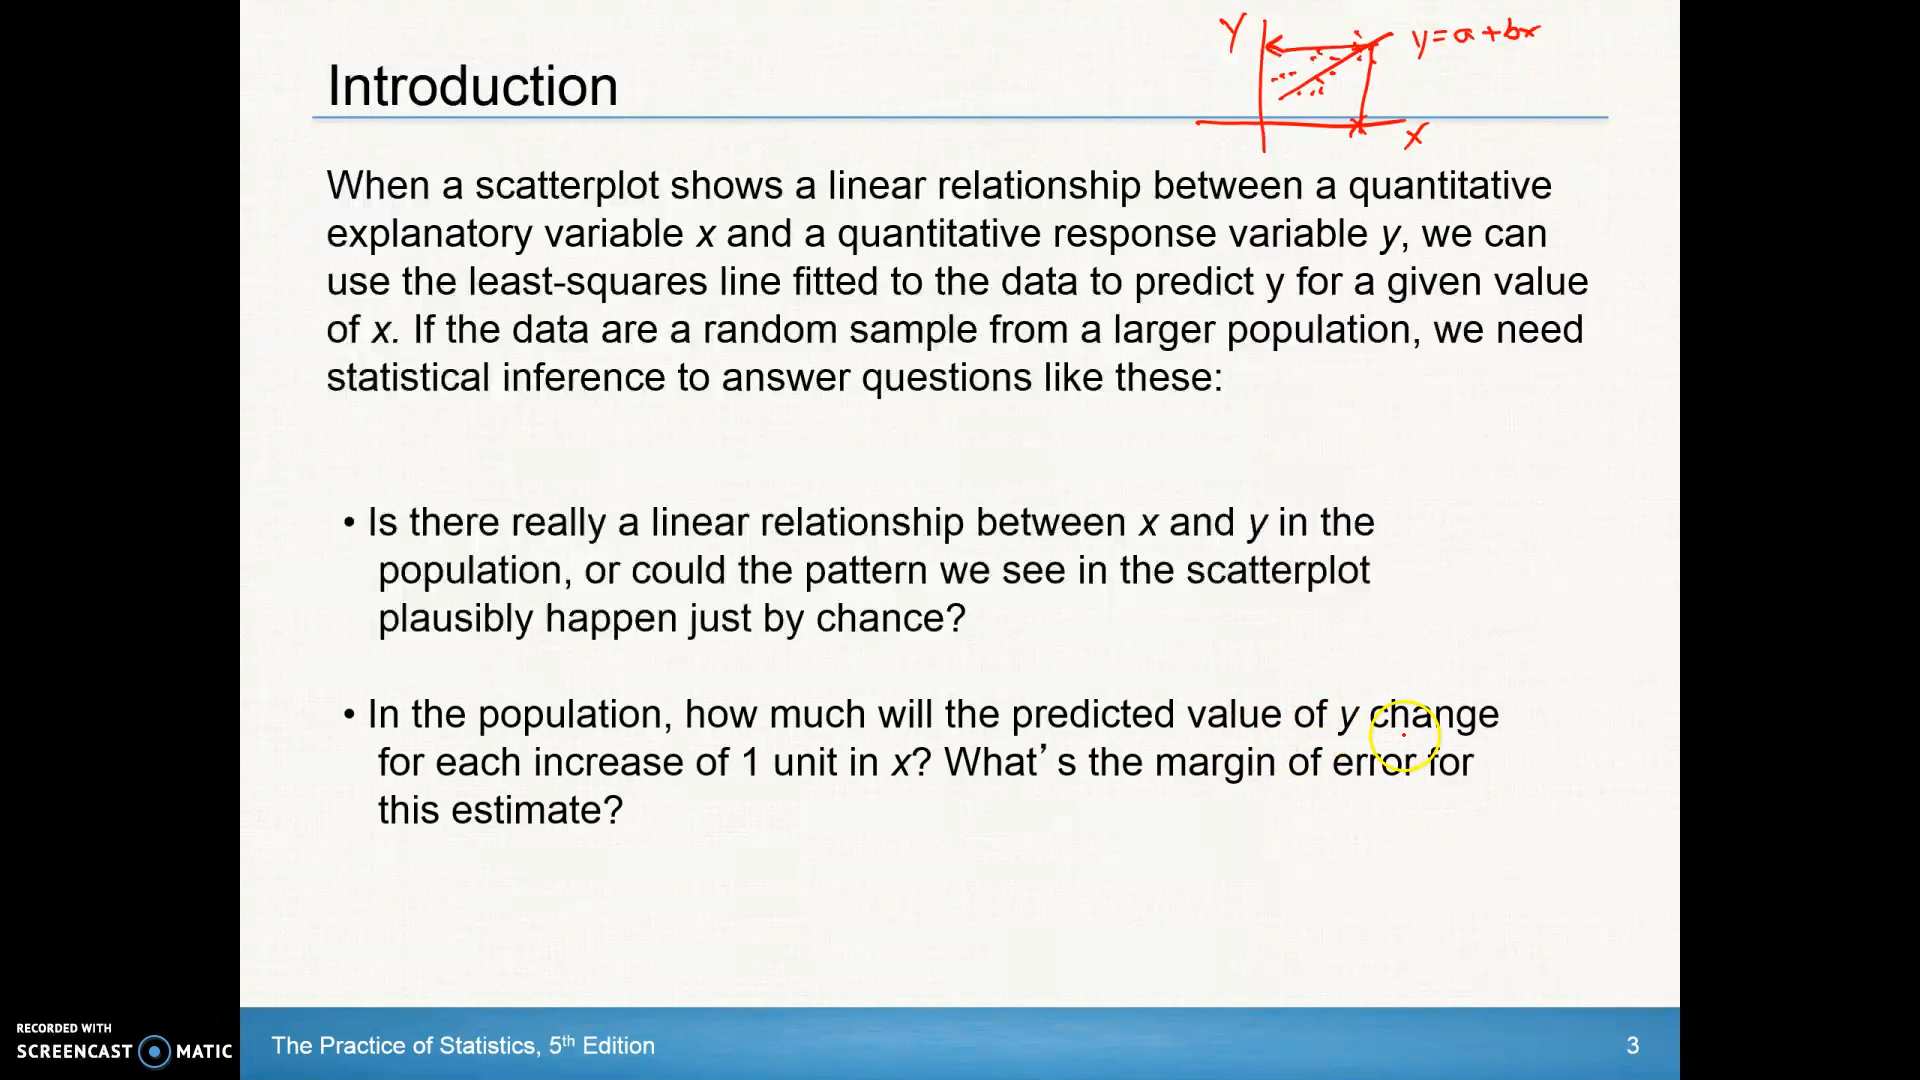 Y
y=a+bx
Introduction
x
When a scatterplot shows a linear relationship between a quantitative
explanatory variable x and a quantitative response variable y, we can
use the least-squares line fitted to the data to predict y for a given value
of x. If the data are a random sample from a larger population, we need
statistical inference to answer questions like these:
• Is there really a linear relationship between x and y in the
population, or could the pattern we see in the scatterplot
plausibly happen just by chance?
• In the population, how much will the predicted value of y change
for each increase of 1 unit in x? What’s the margin of error for
this estimate?
RECORDED WITH
SCREENCAST MATIC
The Practice of Statistics, 5th Edition
3